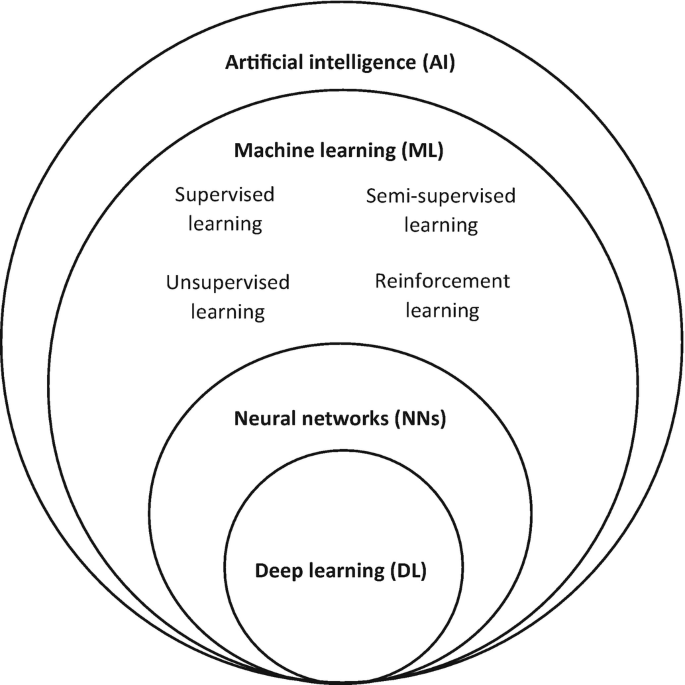 Artificial intelligence (AI)
Machine learning (ML)
Supervised
learning
Semi-supervised
learning
Unsupervised
learning
Reinforcement
learning
Neural networks (NNs)
Deep learning (DL)